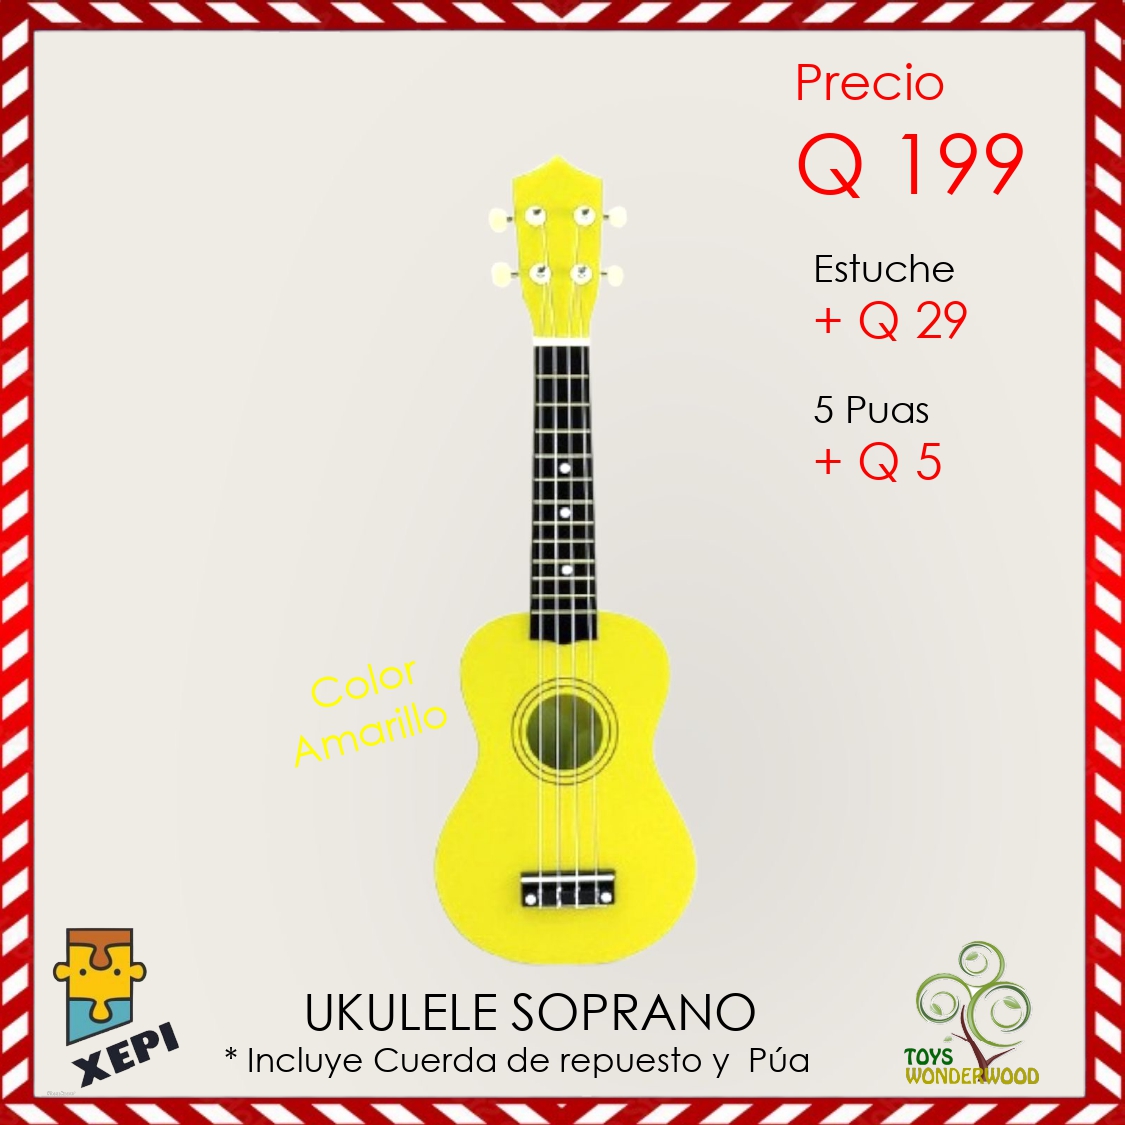 Precio
Q 199
Estuche
+ Q 29
5 Puas
+ Q 5
Color
Amarillo
UKULELE SOPRANO
* Incluye Cuerda de repuesto y Púa
XEPI
TOYS
WONDERWOOD